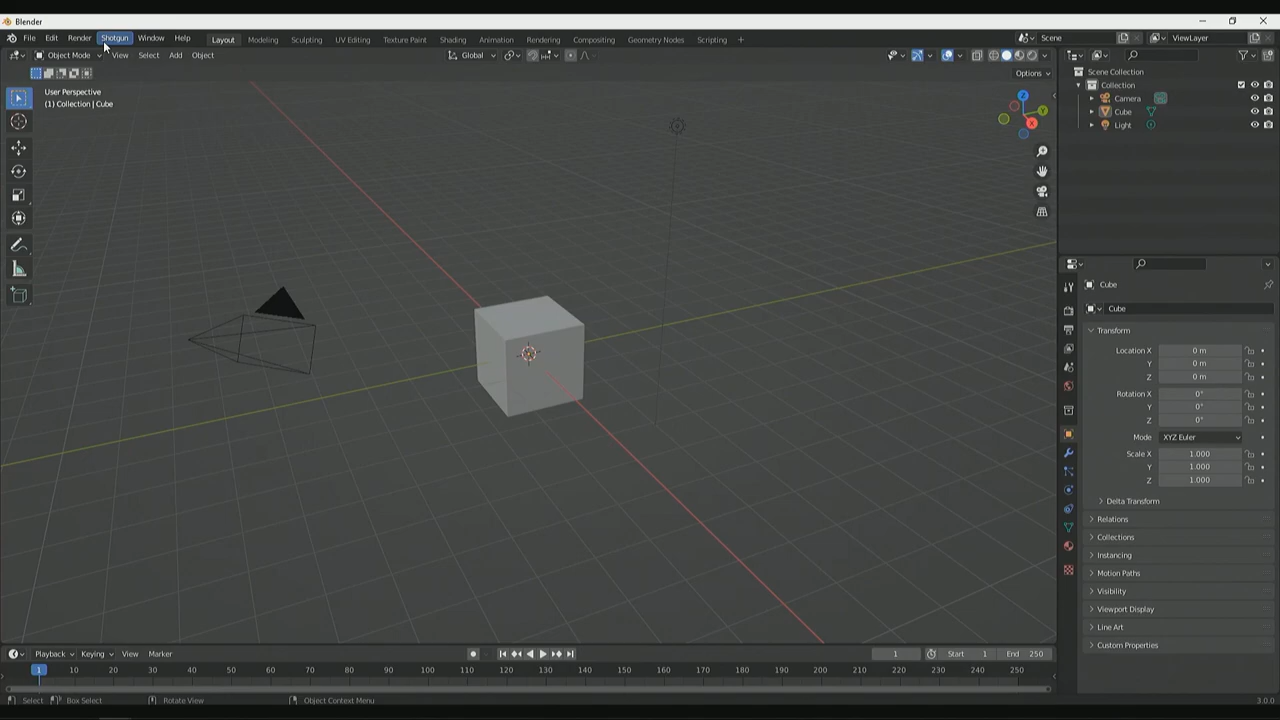 Blender
File Edit Render Shotgun Window Help Layout Modeling Sculpting UV Editing Texture Paint Shading Animation Rendering Compositing Geometry Nodes Scripting + Scene ViewLayer
Object Mode View Select Add Object Global
Options
User Perspective
(1) Collection | Cube
Z
Y
X
Scene Collection
Collection
Camera
Cube
Light
Cube
Cube
Transform
Location X 0 m
Y 0 m
Z 0 m
Rotation X 0°
Y 0°
Z 0°
Mode XYZ Euler
Scale X 1.000
Y 1.000
Z 1.000
Delta Transform
Relations
Collections
Instancing
Motion Paths
Visibility
Viewport Display
Line Art
Custom Properties
Playback Keying View Marker 1 Start 1 End 250
1 10 20 30 40 50 60 70 80 90 100 110 120 130 140 150 160 170 180 190 200 210 220 230 240 250
Select Box Select Rotate View Object Context Menu 3.0.0